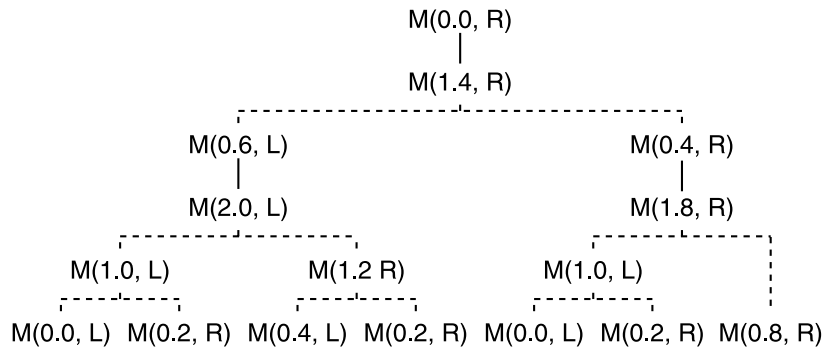 M(0.0, R)
M(1.4, R)
M(0.6, L) M(0.4, R)
M(2.0, L) M(1.8, R)
M(1.0, L) M(1.2 R) M(1.0, L)
M(0.0, L) M(0.2, R) M(0.4, L) M(0.2, R) M(0.0, L) M(0.2, R) M(0.8, R)